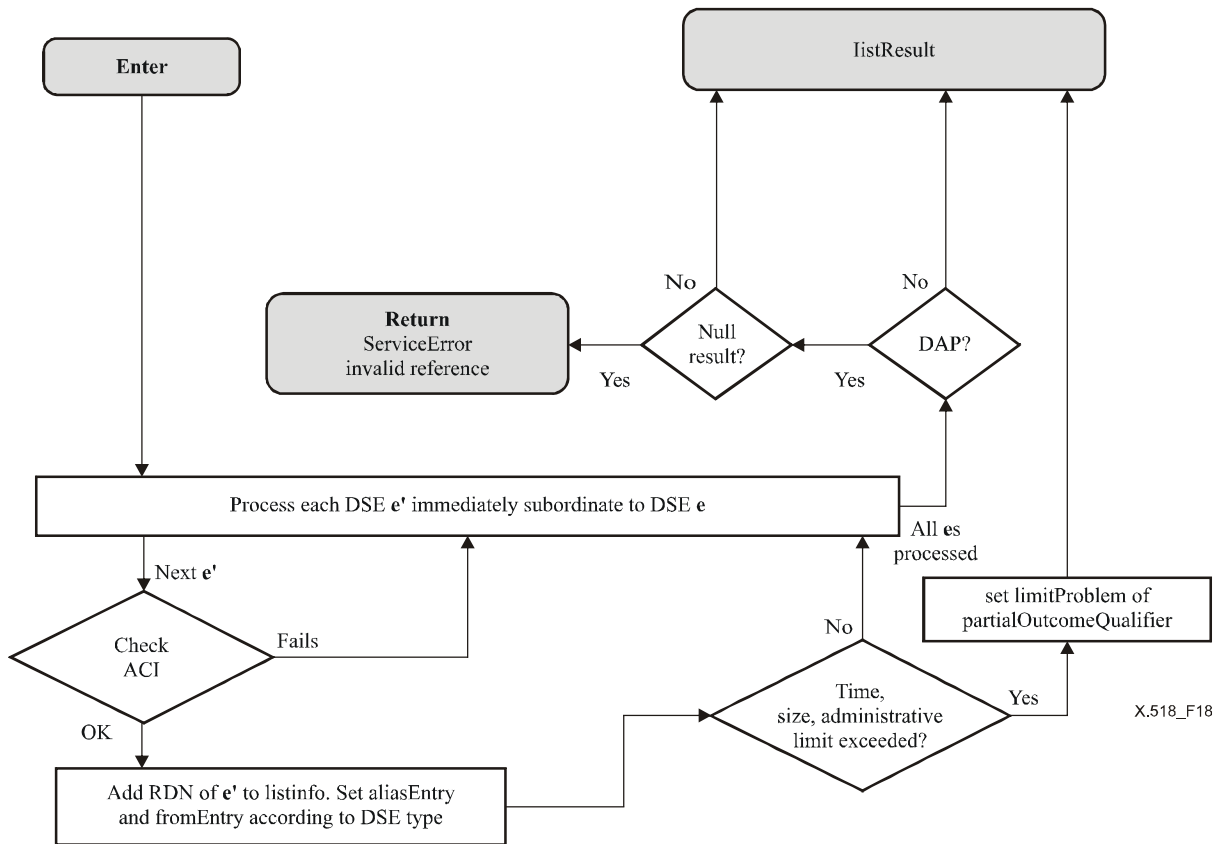 Enter
listResult
No
No
Return
ServiceError
invalid reference
Yes
Null
result?
Yes
DAP?
Process each DSE e' immediately subordinate to DSE e
All es
processed
Next e'
set limitProblem of
partialOutcomeQualifier
Check
ACI
Fails
No
Time,
size, administrative
limit exceeded?
Yes
X.518_F18
OK
Add RDN of e' to listinfo. Set aliasEntry
and fromEntry according to DSE type